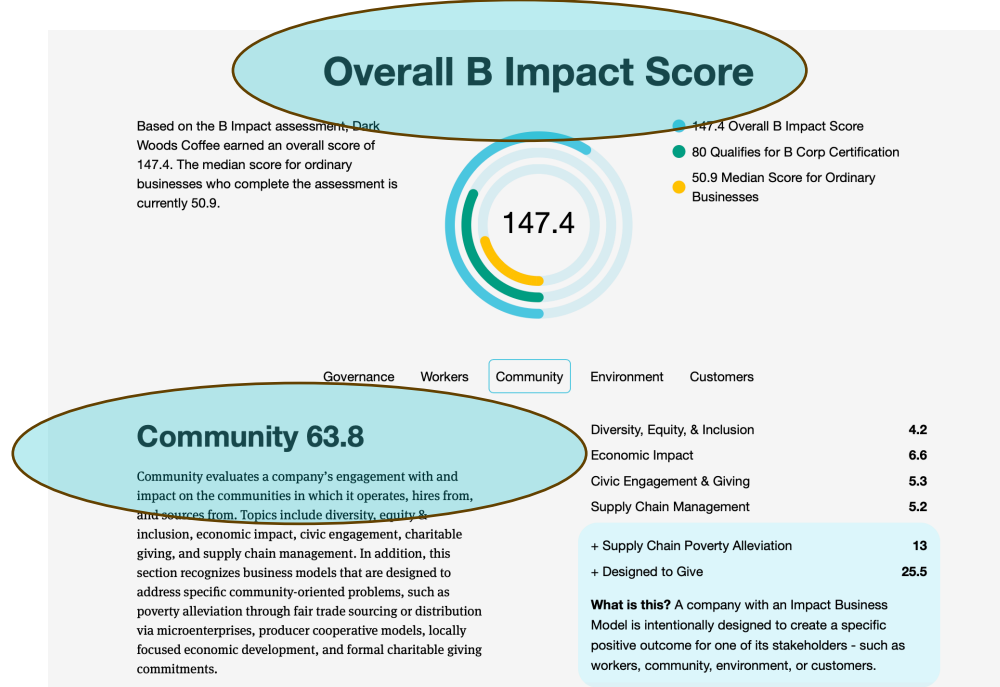 Overall B Impact Score
Based on the B Impact assessment, Dark
Woods Coffee earned an overall score of
147.4. The median score for ordinary
businesses who complete the assessment is
currently 50.9.
147.4
147.4 Overall B Impact Score
80 Qualifies for B Corp Certification
50.9 Median Score for Ordinary
Businesses
Governance Workers Community Environment Customers
Community 63.8
Community evaluates a company’s engagement with and
impact on the communities in which it operates, hires from,
and sources from. Topics include diversity, equity &
inclusion, economic impact, civic engagement, charitable
giving, and supply chain management. In addition, this
section recognizes business models that are designed to
address specific community-oriented problems, such as
poverty alleviation through fair trade sourcing or distribution
via microenterprises, producer cooperative models, locally
focused economic development, and formal charitable giving
commitments.
Diversity, Equity, & Inclusion 4.2
Economic Impact 6.6
Civic Engagement & Giving 5.3
Supply Chain Management 5.2
+ Supply Chain Poverty Alleviation 13
+ Designed to Give 25.5
What is this? A company with an Impact Business
Model is intentionally designed to create a specific
positive outcome for one of its stakeholders - such as
workers, community, environment, or customers.